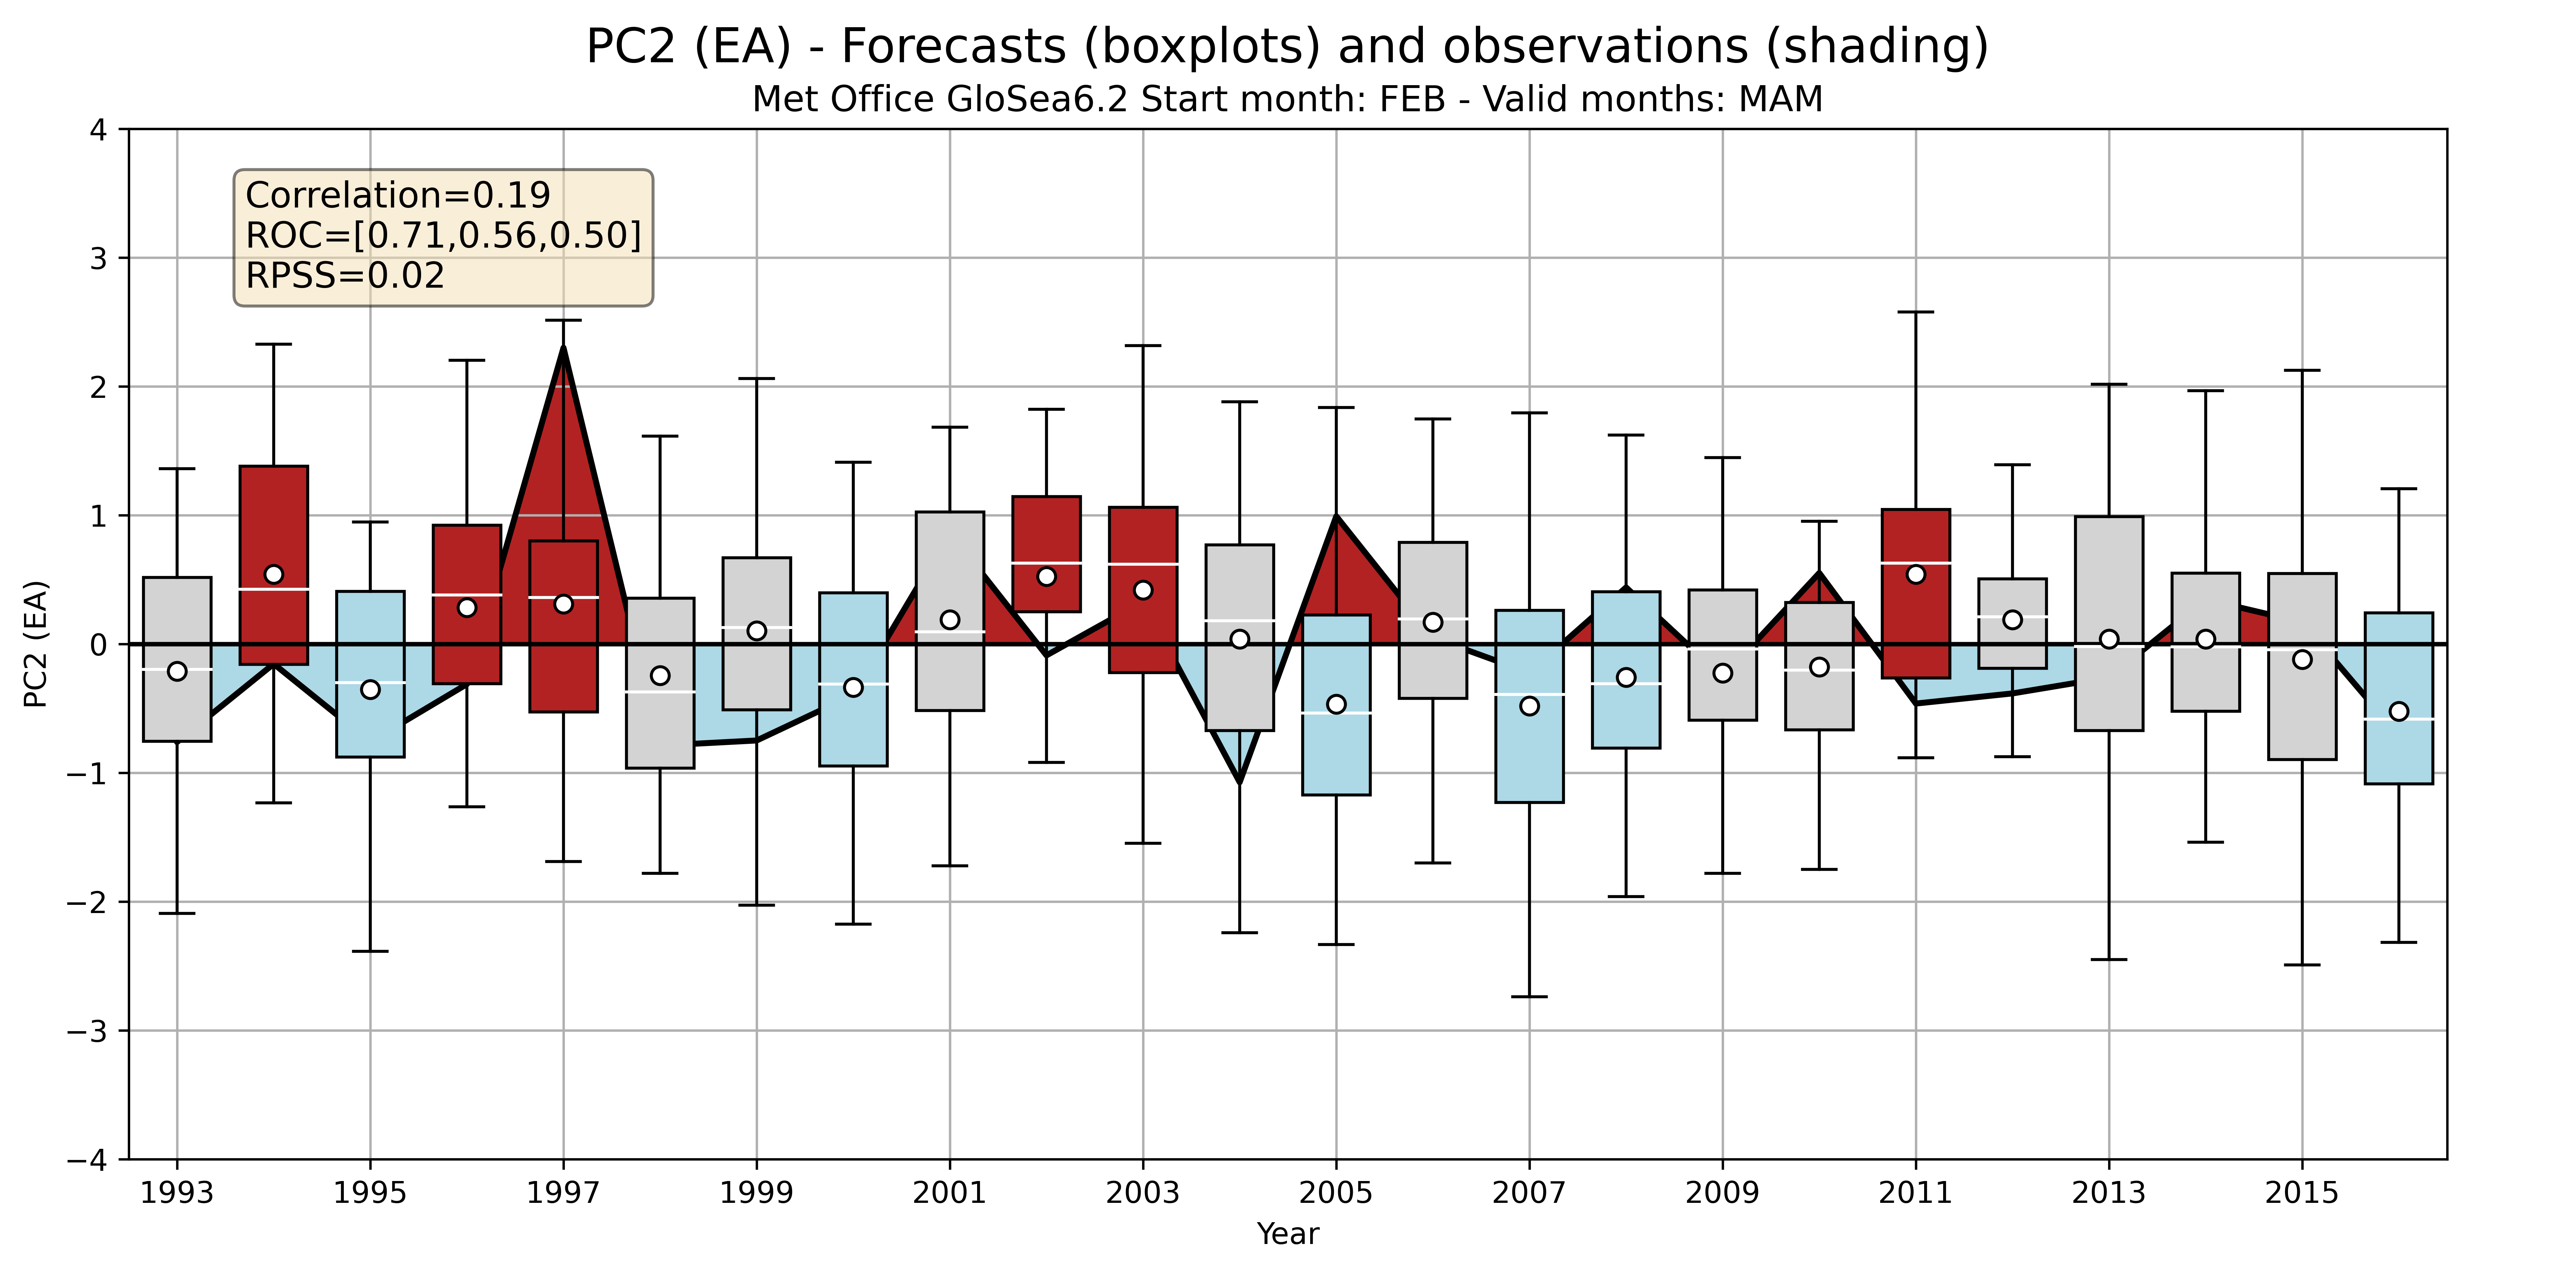 PC2 (EA) - Forecasts (boxplots) and observations (shading)
Met Office GloSea6.2 Start month: FEB - Valid months: MAM
Correlation=0.19
ROC=[0.71,0.56,0.50]
RPSS=0.02
PC2 (EA)
4
3
2
1
0
−1
−2
−3
−4
1993 1995 1997 1999 2001 2003 2005 2007 2009 2011 2013 2015
Year